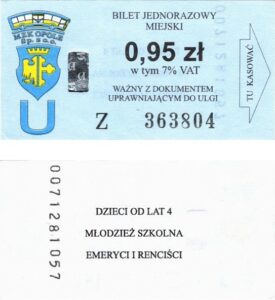 MZK OPOLE
Sp. z o.o.
U
BILET JEDNORAZOWY
MIEJSKI
0,95 zł
w tym 7% VAT
WAŻNY Z DOKUMENTEM
UPRAWNIAJĄCYM DO ULGI
Z 363804
TU KASOWAĆ
0071281057
DZIECI OD LAT 4
MŁODZIEŻ SZKOLNA
EMERYCI I RENCIŚCI